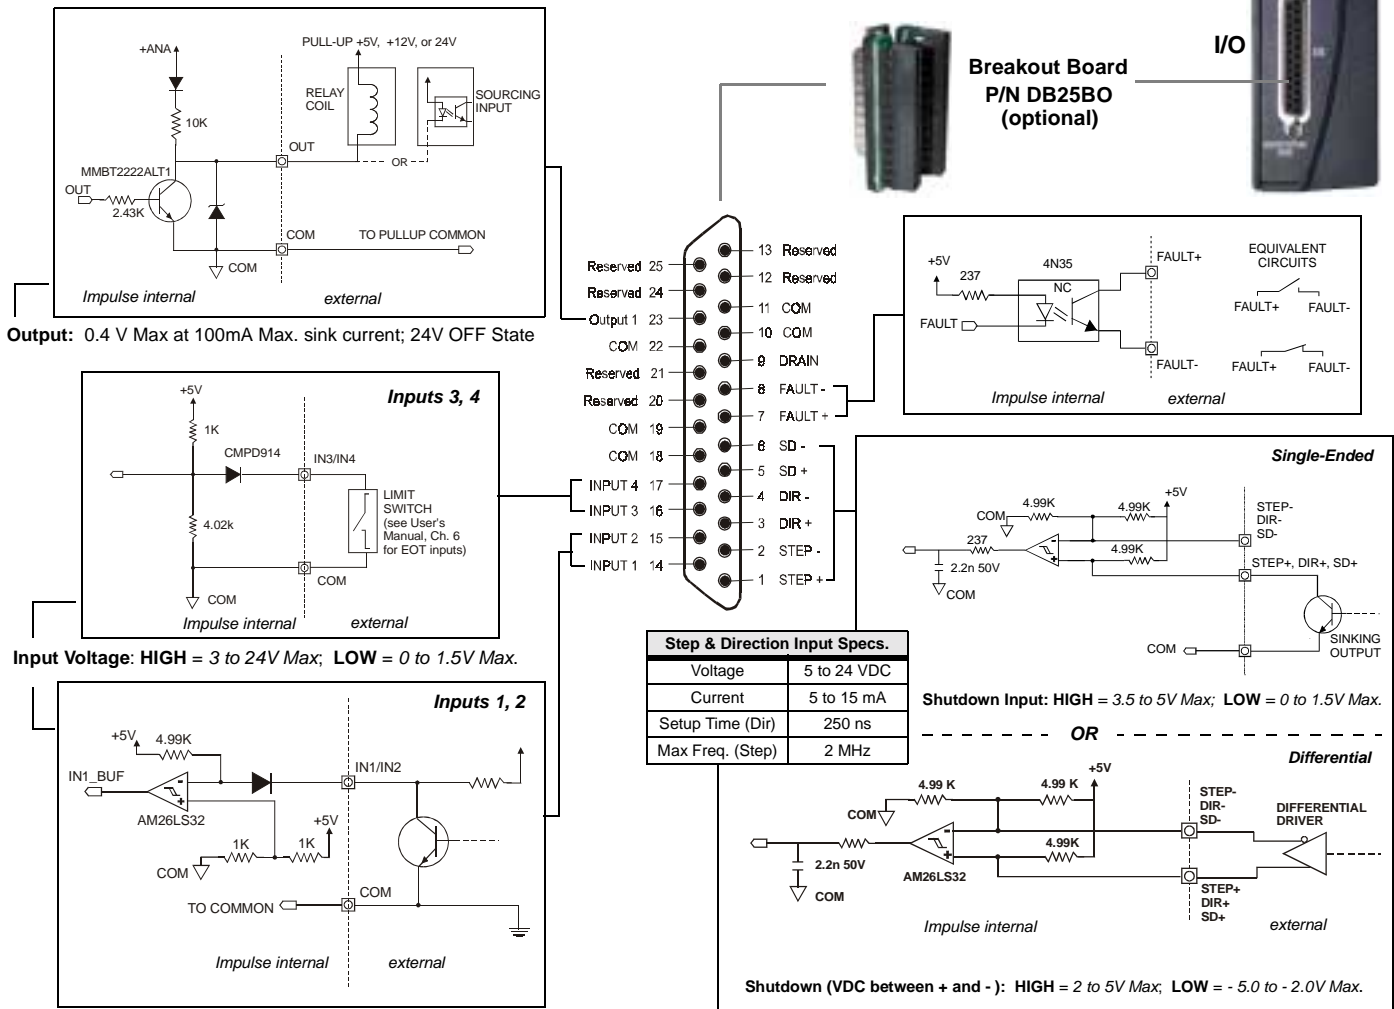 +ANA
PULL-UP +5V, +12V, or 24V
RELAY
COIL
SOURCING
INPUT
10K
OUT
OR
MMBT2222ALT1
OUT
2.43K
COM
TO PULLUP COMMON
COM
Impulse internal
external
Output: 0.4 V Max at 100mA Max. sink current; 24V OFF State
Breakout Board
P/N DB25BO
(optional)
I/O
13 Reserved
Reserved 25
12 Reserved
Reserved 24
11 COM
Output 1 23
10 COM
COM 22
9 DRAIN
Reserved 21
8 FAULT -
Reserved 20
7 FAULT +
COM 19
6 SD -
COM 18
5 SD +
INPUT 4 17
4 DIR -
INPUT 3 16
3 DIR +
INPUT 2 15
2 STEP -
INPUT 1 14
1 STEP +
+5V
237
4N35
NC
FAULT
FAULT+
FAULT-
EQUIVALENT
CIRCUITS
FAULT+ FAULT-
FAULT+ FAULT-
Impulse internal
external
Inputs 3, 4
+5V
1K
CMPD914
IN3/IN4
LIMIT
SWITCH
(see User's
Manual, Ch. 6
for EOT inputs)
4.02k
COM
COM
Impulse internal
external
Input Voltage: HIGH = 3 to 24V Max; LOW = 0 to 1.5V Max.
Inputs 1, 2
+5V
4.99K
IN1_BUF
IN1/IN2
-
+
AM26LS32
+5V
1K
1K
COM
COM
TO COMMON
Impulse internal
external
Step & Direction Input Specs.
Voltage 5 to 24 VDC
Current 5 to 15 mA
Setup Time (Dir) 250 ns
Max Freq. (Step) 2 MHz
Single-Ended
4.99K
4.99K
+5V
COM
STEP-
DIR-
SD-
237
-
+
4.99K
2.2n 50V
STEP+, DIR+, SD+
COM
SINKING
OUTPUT
COM
Shutdown Input: HIGH = 3.5 to 5V Max; LOW = 0 to 1.5V Max.
OR
Differential
+5V
4.99 K
4.99 K
COM
STEP-
DIR-
SD-
DIFFERENTIAL
DRIVER
-
+
4.99K
2.2n 50V
AM26LS32
COM
STEP+
DIR+
SD+
Impulse internal
external
Shutdown (VDC between + and - ): HIGH = 2 to 5V Max; LOW = - 5.0 to - 2.0V Max.